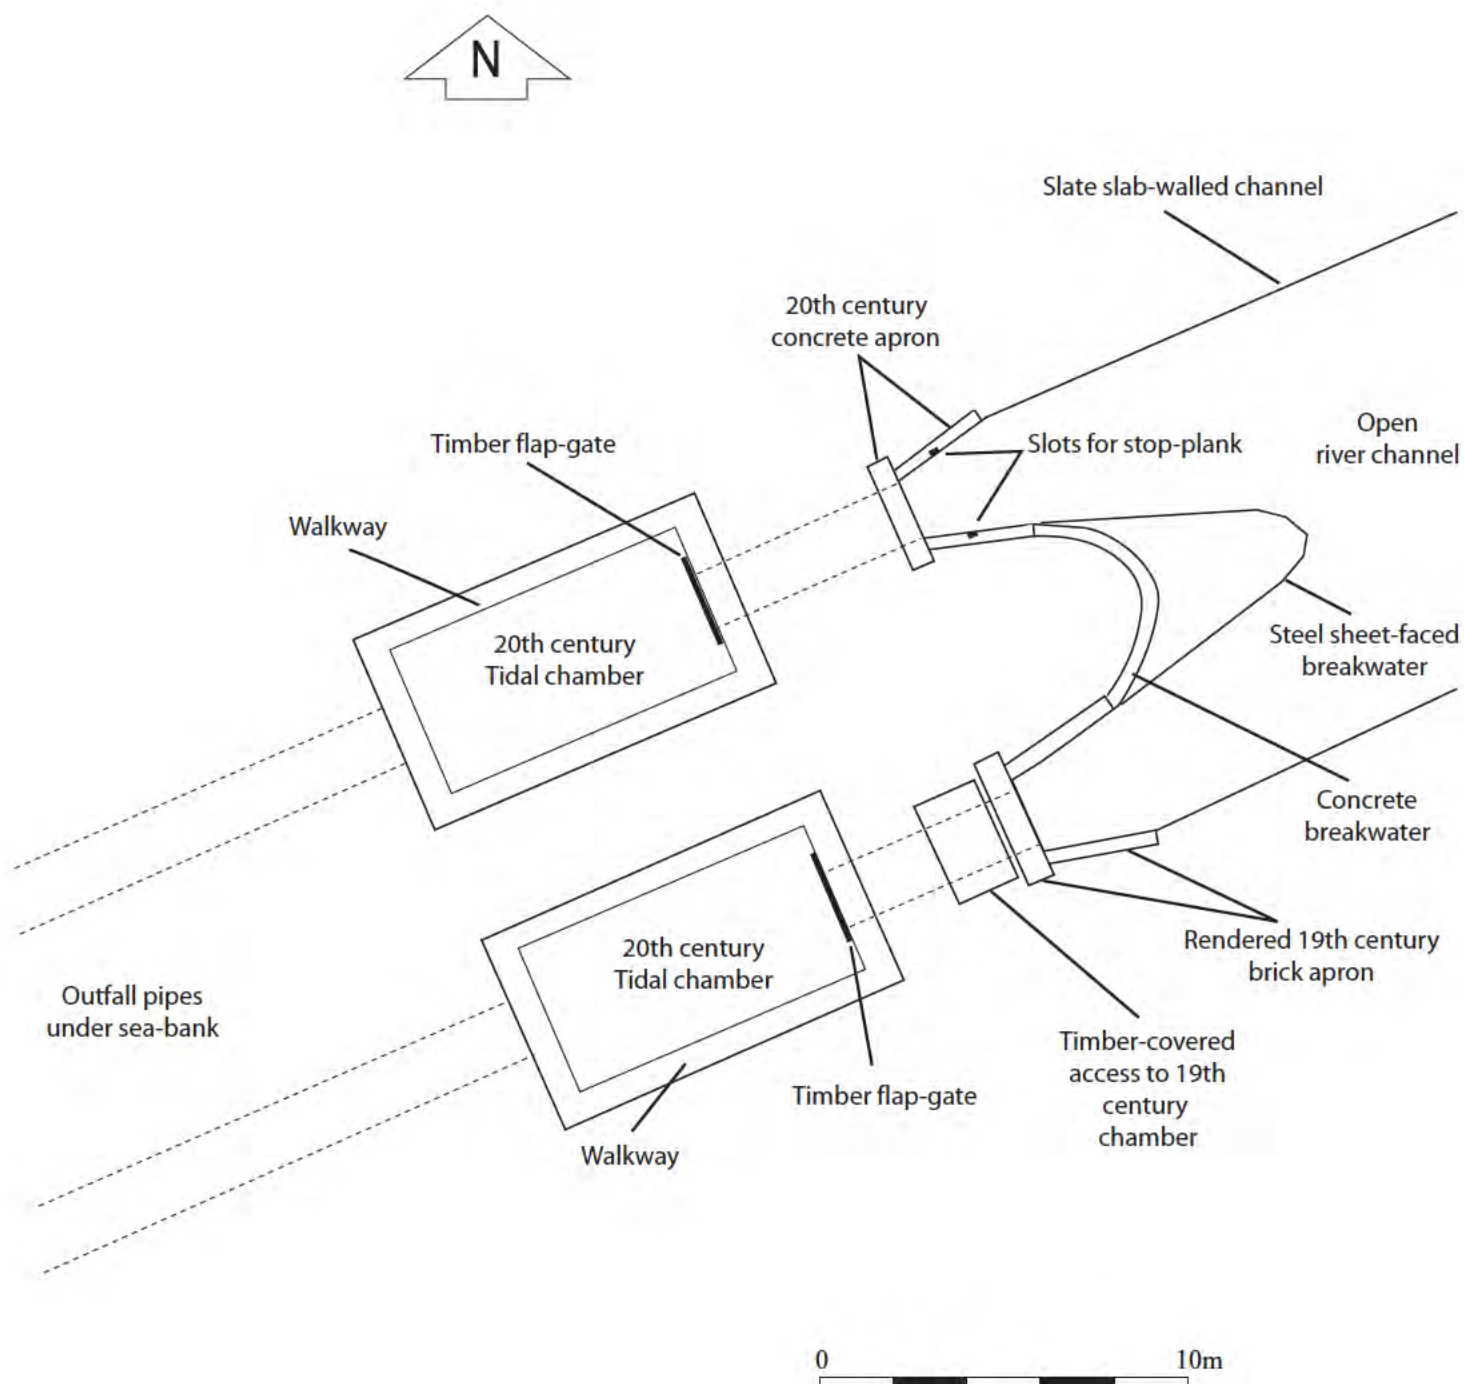 N
Slate slab-walled channel
20th century
concrete apron
Open
river channel
Timber flap-gate
Slots for stop-plank
Walkway
20th century
Tidal chamber
Steel sheet-faced
breakwater
Concrete
breakwater
20th century
Tidal chamber
Rendered 19th century
brick apron
Outfall pipes
under sea-bank
Timber-covered
access to 19th
century
chamber
Timber flap-gate
Walkway
0 10m